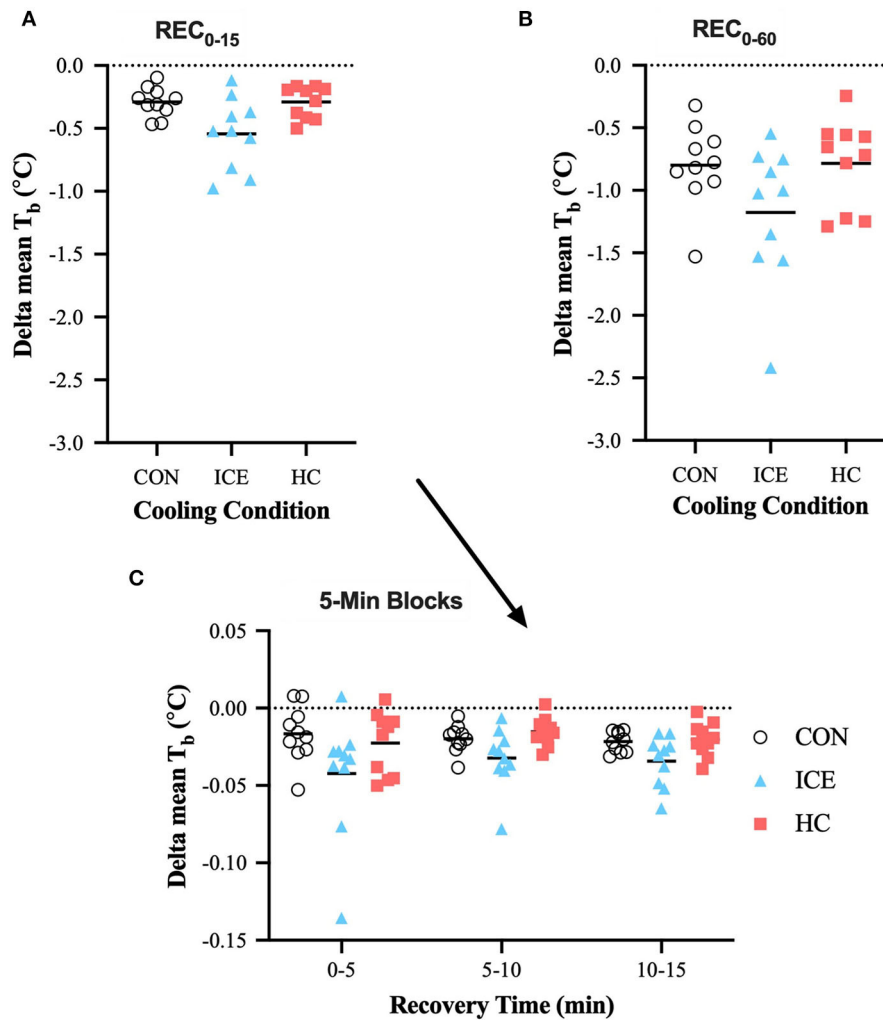 A
REC0-15
0.0
-0.5
-1.0
-1.5
-2.0
-2.5
-3.0
Delta mean Tb (°C)
CON ICE HC
Cooling Condition
B
REC0-60
0.0
-0.5
-1.0
-1.5
-2.0
-2.5
-3.0
Delta mean Tb (°C)
CON ICE HC
Cooling Condition
C
5-Min Blocks
0.05
0.00
-0.05
-0.10
-0.15
Delta mean Tb (°C)
0-5 5-10 10-15
Recovery Time (min)
CON
ICE
HC